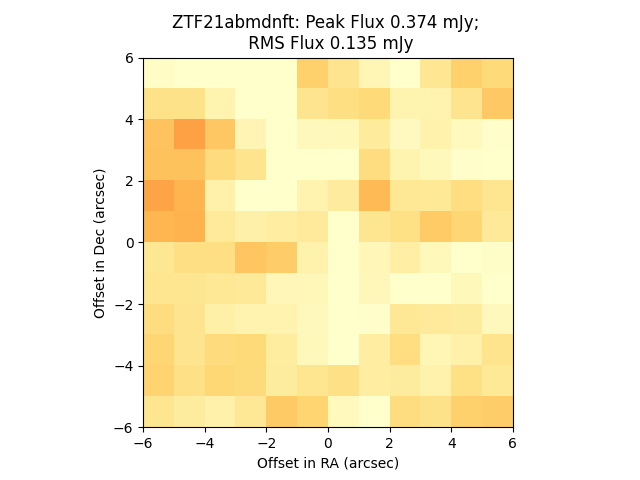 ZTF21abmdnft: Peak Flux 0.374 mJy;
RMS Flux 0.135 mJy
6
4
2
0
−2
−4
−6
Offset in Dec (arcsec)
−6 −4 −2 0 2 4 6
Offset in RA (arcsec)